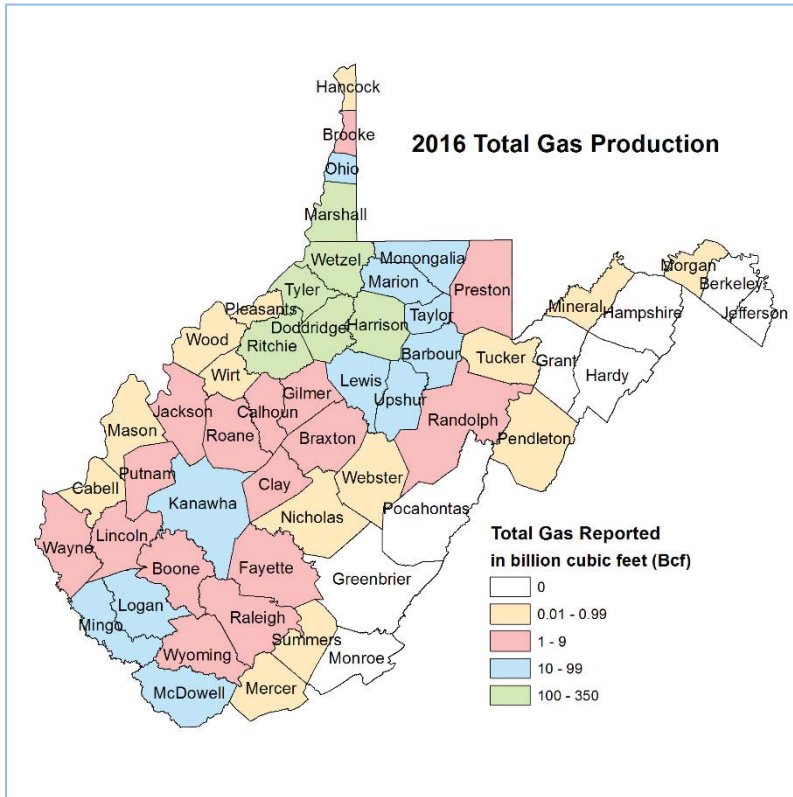 Hancock
Brooke
2016 Total Gas Production
Ohio
Marshall
Wetzel
Monongalia
Marion
Preston
Tyler
Pleasants
Taylor
Doddridge
Harrison
Wood
Ritchie
Barbour
Tucker
Morgan
Berkeley
Mineral
Hampshire
Jefferson
Grant
Hardy
Wirt
Lewis
Upshur
Gilmer
Jackson
Calhoun
Roane
Braxton
Randolph
Pendleton
Mason
Putnam
Cabell
Kanawha
Clay
Webster
Nicholas
Pocahontas
Wayne
Lincoln
Boone
Fayette
Greenbrier
Logan
Mingo
Raleigh
Summers
Wyoming
Monroe
McDowell
Mercer
Total Gas Reported
in billion cubic feet (Bcf)
0
0.01 - 0.99
1 - 9
10 - 99
100 - 350